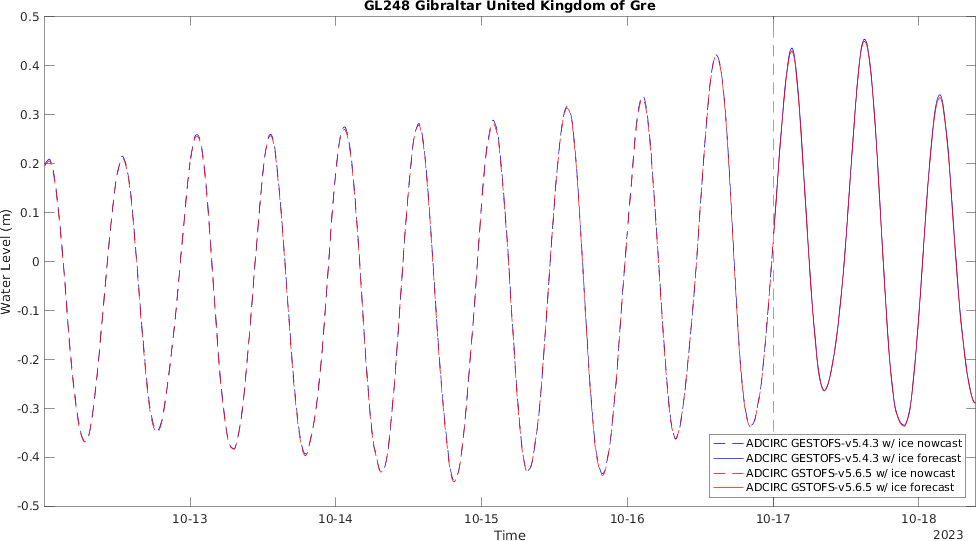 GL248 Gibraltar United Kingdom of Gre
0.5
0.4
0.3
0.2
0.1
0
-0.1
-0.2
-0.3
-0.4
-0.5
Water Level (m)
ADCIRC GESTOFS-v5.4.3 w/ ice nowcast
ADCIRC GESTOFS-v5.4.3 w/ ice forecast
ADCIRC GSTOFS-v5.6.5 w/ ice nowcast
ADCIRC GSTOFS-v5.6.5 w/ ice forecast
10-13 10-14 10-15 10-16 10-17 10-18
Time
2023